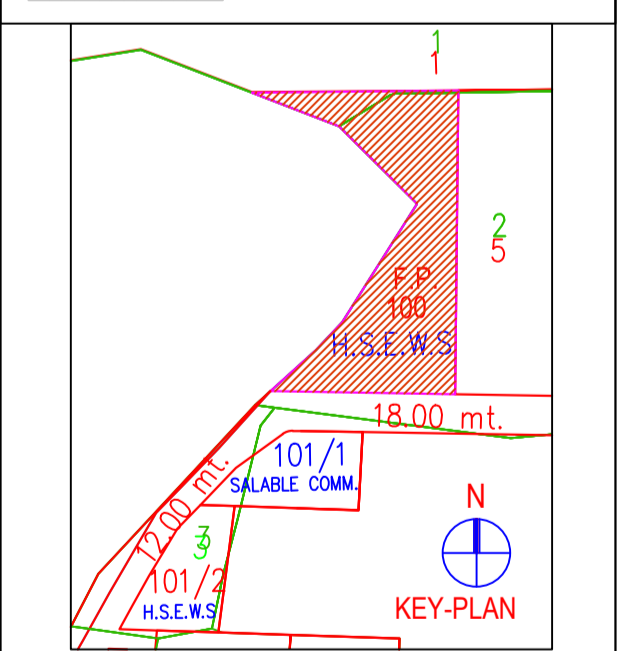 1
1
2
5
F.P.
100
H.S.E.W.S
18.00 mt.
101/1
SALABLE COMM.
12.00 mt.
3
101/2
H.S.E.W.S
N
KEY-PLAN